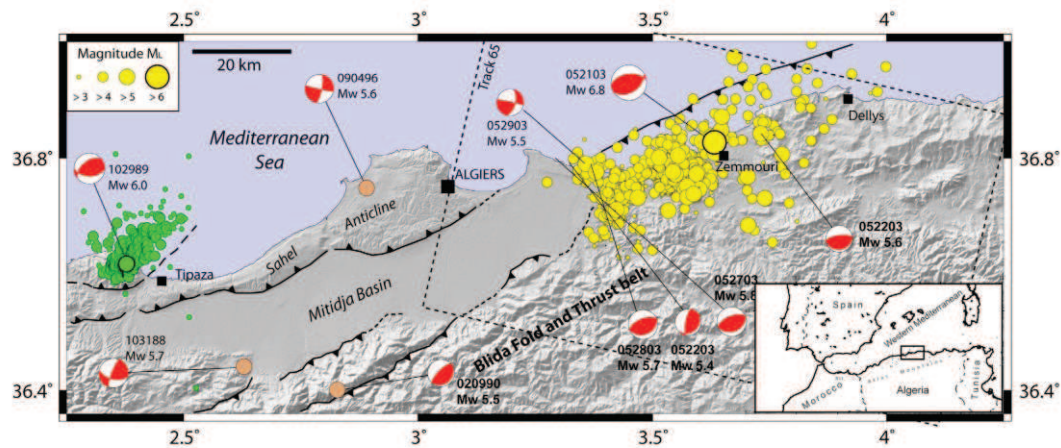 2.5
3
3.5
4
Magnitude ML
>3
>4
>5
>6
20 km
Track 65
090496
Mw 5.6
052103
Mw 6.8
052903
Mw 5.5
Mediterranean
Sea
Dellys
36.8
36.8
102989
Mw 6.0
ALGIERS
Zemmouri
Anticline
Sahel
052203
Mw 5.6
Tipaza
Mitidja Basin
Blida Fold and Thrust belt
052703
Mw 5.8
103188
Mw 5.7
052803
Mw 5.7
052203
Mw 5.4
020990
Mw 5.5
Spain
Western Mediterranean
Morocco
Algeria
Tunisia
36.4
36.4
2.5
3
3.5
4